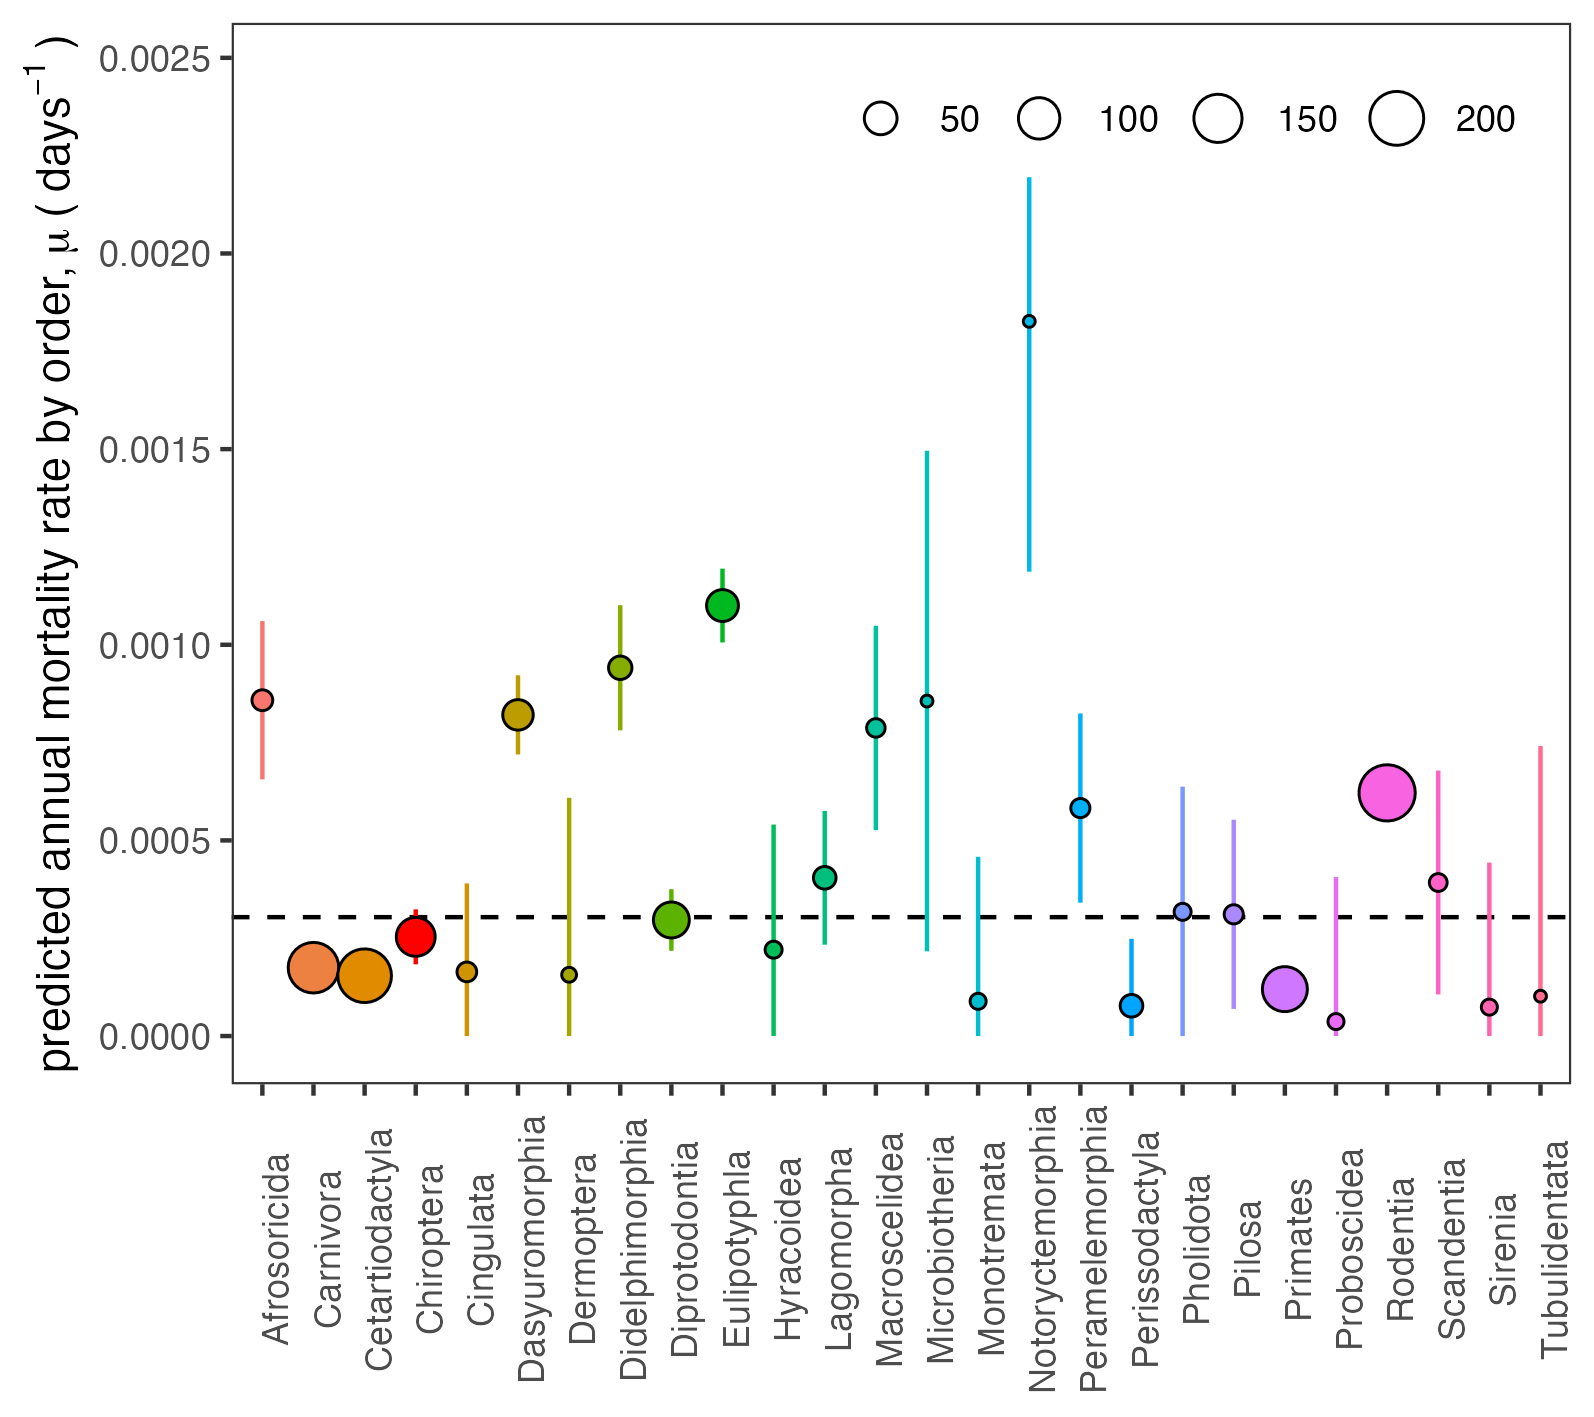 predicted annual mortality rate by order, μ ( days⁻¹ )
0.0025
0.0020
0.0015
0.0010
0.0005
0.0000
50 100 150 200
Afrosoricida
Carnivora
Cetartiodactyla
Chiroptera
Cingulata
Dasyuromorphia
Dermoptera
Didelphimorphia
Diprotodontia
Eulipotyphla
Hyracoidea
Lagomorpha
Macroscelidea
Microbiotheria
Monotremata
Notoryctemorphia
Peramelemorphia
Perissodactyla
Pholidota
Pilosa
Primates
Proboscidea
Rodentia
Scandentia
Sirenia
Tubulidentata